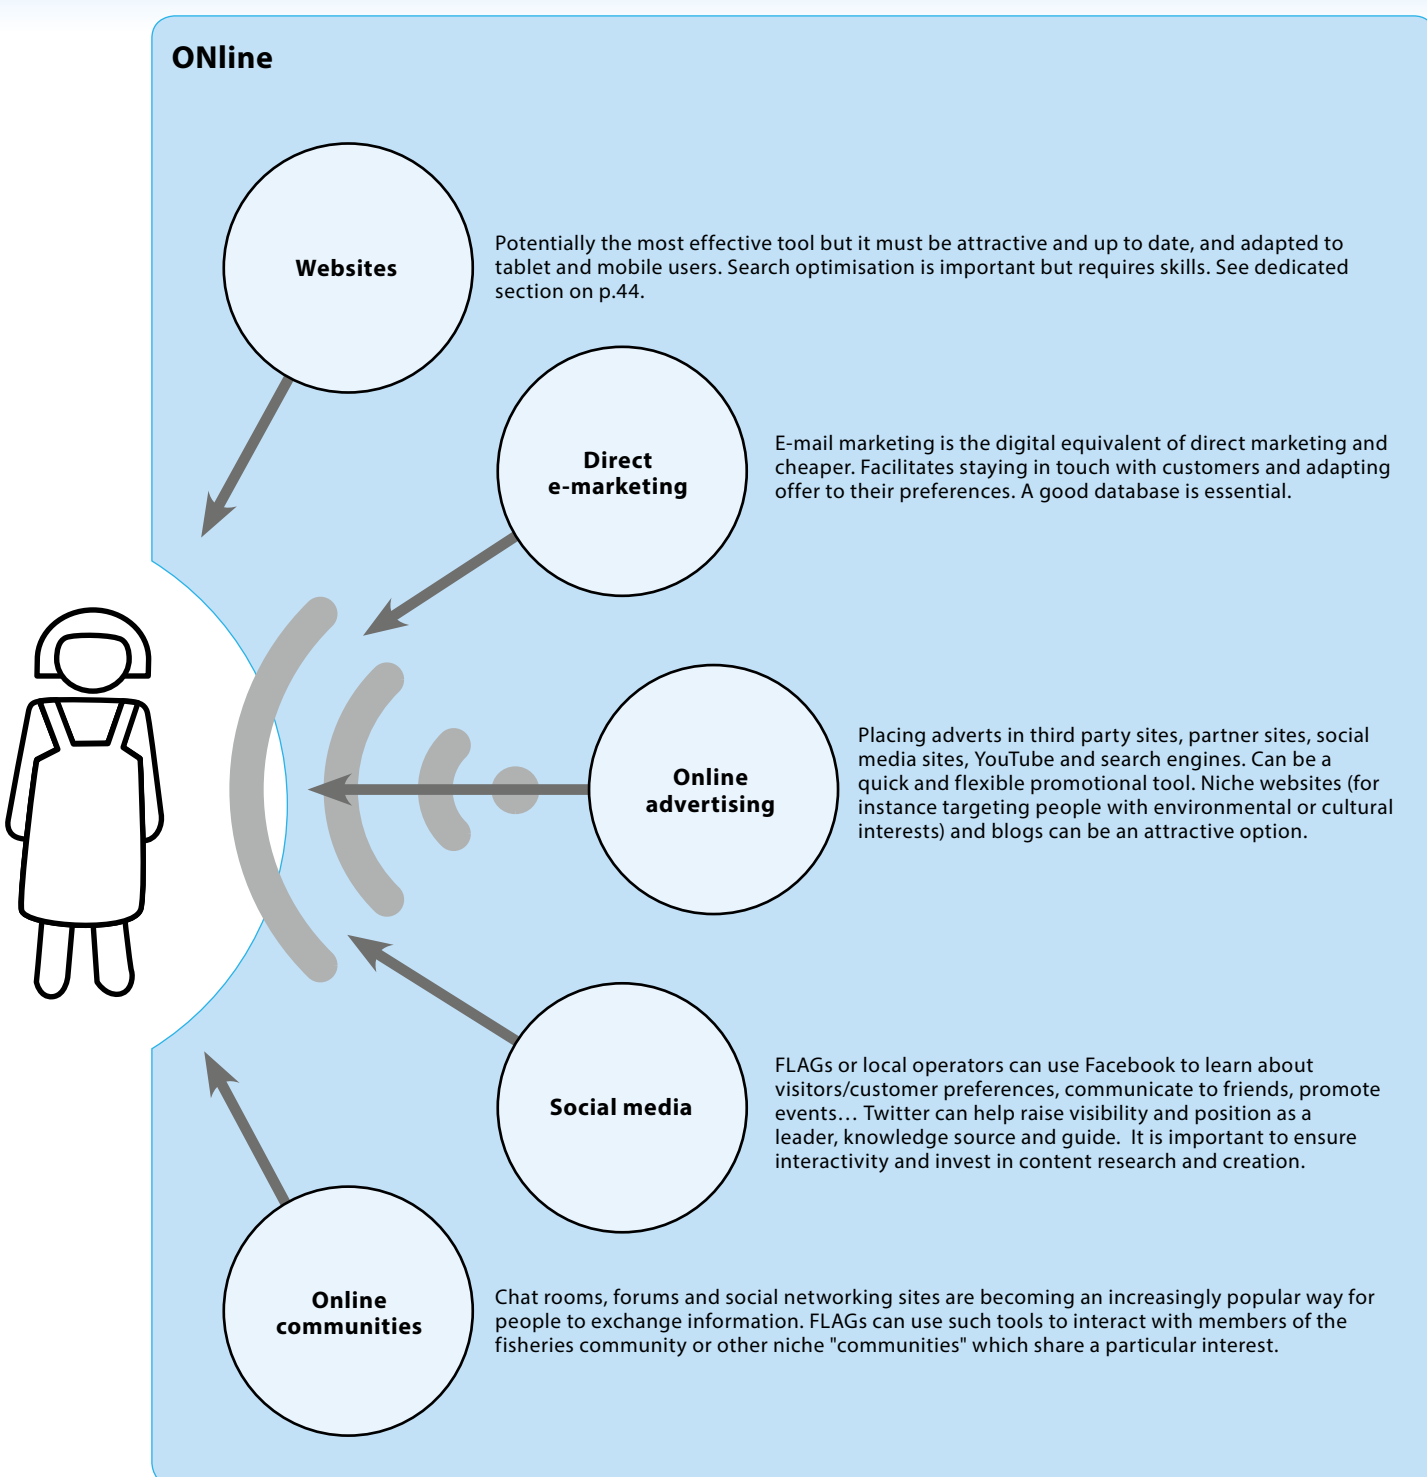 ONline
Websites
Potentially the most effective tool but it must be attractive and up to date, and adapted to
tablet and mobile users. Search optimisation is important but requires skills. See dedicated
section on p.44.
Direct
e-marketing
E-mail marketing is the digital equivalent of direct marketing and
cheaper. Facilitates staying in touch with customers and adapting
offer to their preferences. A good database is essential.
Online
advertising
Placing adverts in third party sites, partner sites, social
media sites, YouTube and search engines. Can be a
quick and flexible promotional tool. Niche websites (for
instance targeting people with environmental or cultural
interests) and blogs can be an attractive option.
Social media
FLAGs or local operators can use Facebook to learn about
visitors/customer preferences, communicate to friends, promote
events… Twitter can help raise visibility and position as a
leader, knowledge source and guide.  It is important to ensure
interactivity and invest in content research and creation.
Online
communities
Chat rooms, forums and social networking sites are becoming an increasingly popular way for
people to exchange information. FLAGs can use such tools to interact with members of the
fisheries community or other niche "communities" which share a particular interest.